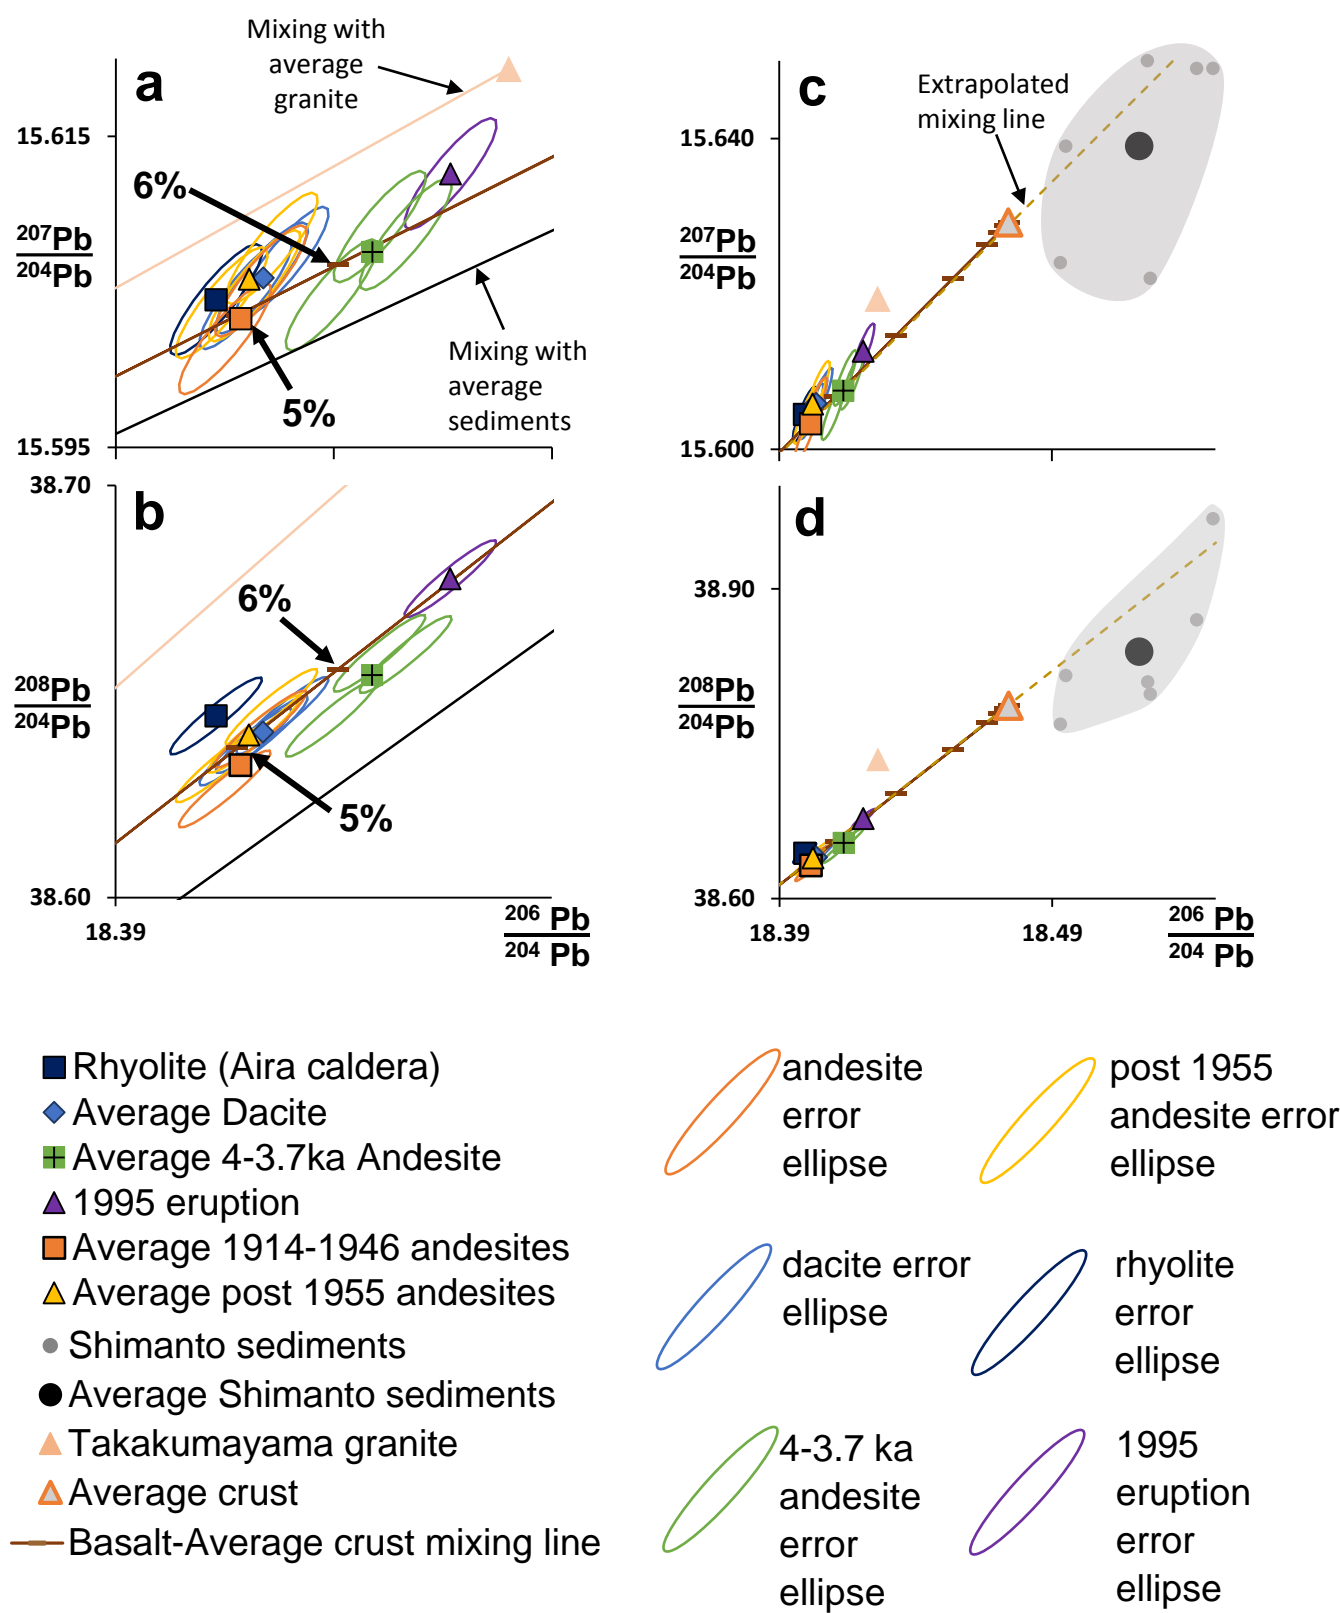 Mixing with
average
granite
a
15.615
6%
207Pb
204Pb
5%
Mixing with
average
sediments
15.595
c
Extrapolated
mixing line
15.640
207Pb
204Pb
15.600
38.70
b
6%
208Pb
204Pb
5%
38.60
18.39
206 Pb
204 Pb
d
38.90
208Pb
204Pb
38.60
18.39
18.49
206 Pb
204 Pb
Rhyolite (Aira caldera)
Average Dacite
Average 4-3.7ka Andesite
1995 eruption
Average 1914-1946 andesites
Average post 1955 andesites
Shimanto sediments
Average Shimanto sediments
Takakumayama granite
Average crust
Basalt-Average crust mixing line
andesite
error
ellipse
post 1955
andesite error
ellipse
dacite error
ellipse
rhyolite
error
ellipse
4-3.7 ka
andesite
error
ellipse
1995
eruption
error
ellipse